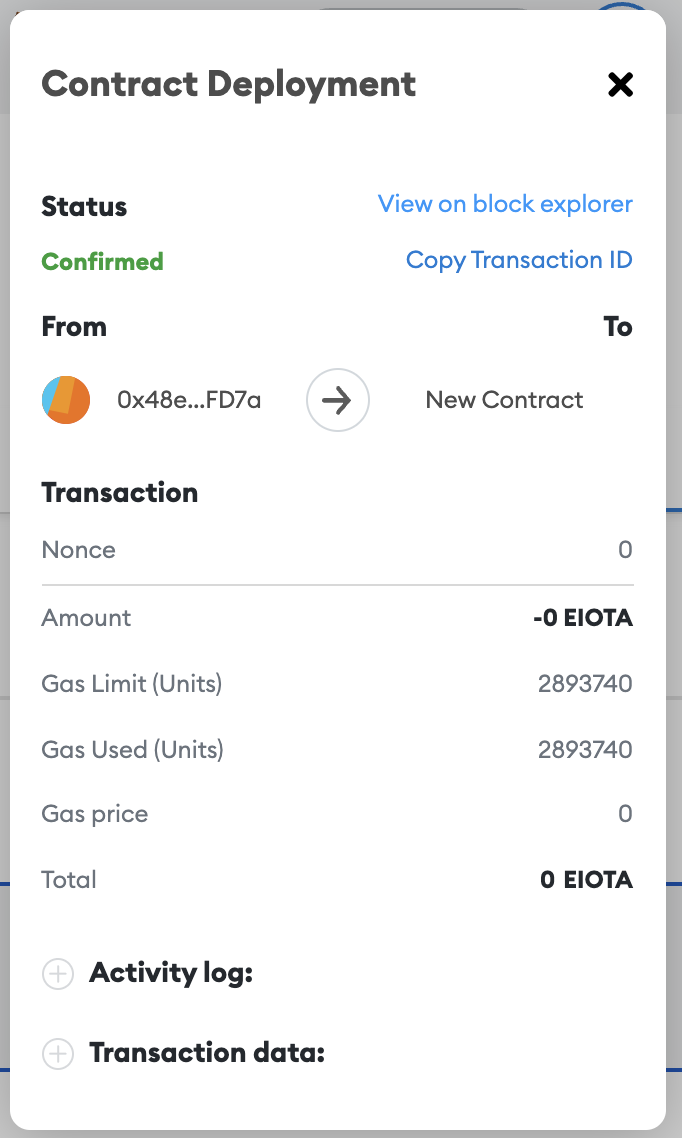 Contract Deployment
Status View on block explorer
Confirmed Copy Transaction ID
From To
0x48e...FD7a New Contract
Transaction
Nonce 0
Amount -0 EIOTA
Gas Limit (Units) 2893740
Gas Used (Units) 2893740
Gas price 0
Total 0 EIOTA
Activity log:
Transaction data: